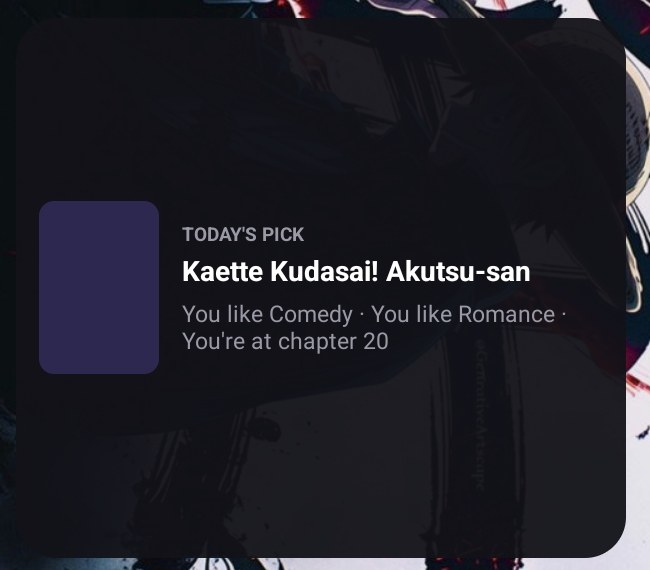 TODAY'S PICK
Kaette Kudasai! Akutsu-san
You like Comedy · You like Romance ·
You're at chapter 20